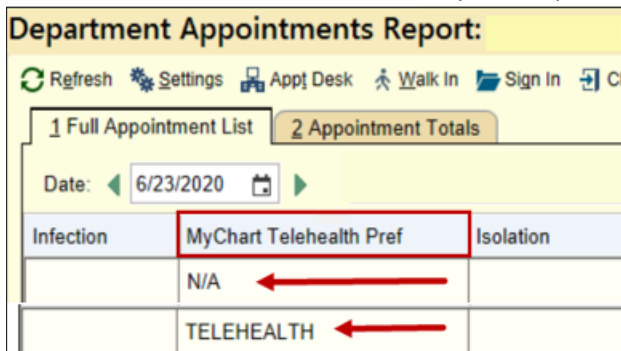 Department Appointments Report:
Refresh Settings Appt Desk Walk In Sign In
1 Full Appointment List 2 Appointment Totals
Date: 6/23/2020
Infection MyChart Telehealth Pref Isolation
N/A
TELEHEALTH